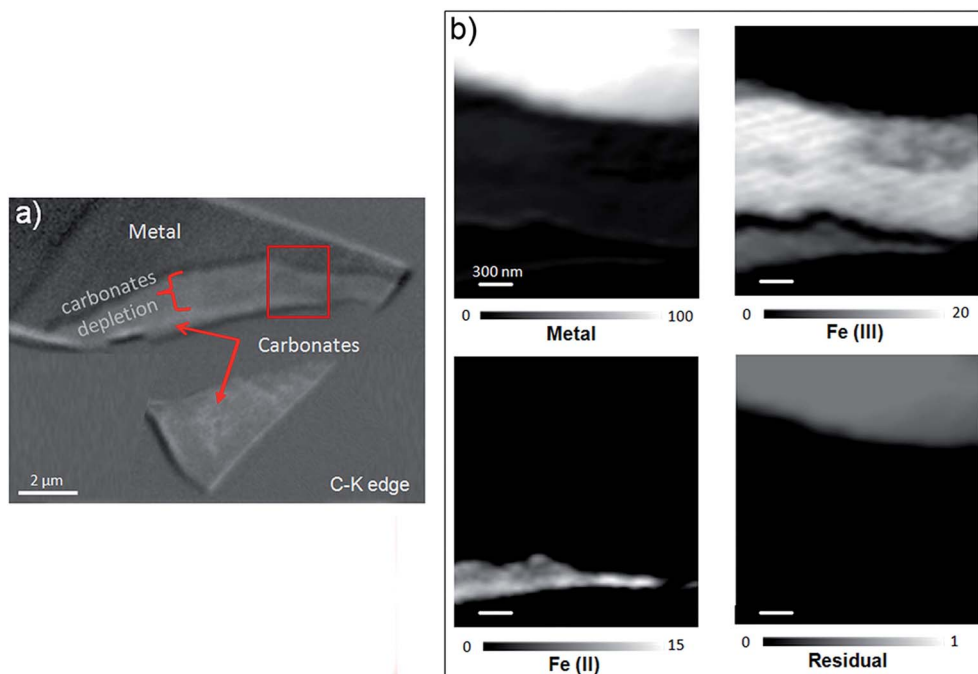 a)
Metal
carbonates
depletion
Carbonates
2 µm
C-K edge
b)
300 nm
0 100
Metal
0 20
Fe (III)
0 15
Fe (II)
0 1
Residual